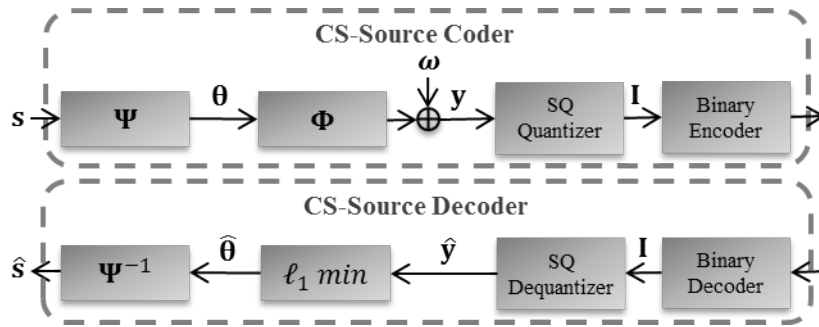 CS-Source Coder
ω
s
Ψ
θ
Φ
y
SQ
Quantizer
I
Binary
Encoder
CS-Source Decoder
ŝ
Ψ⁻¹
θ̂
ℓ₁ min
ŷ
SQ
Dequantizer
I
Binary
Decoder